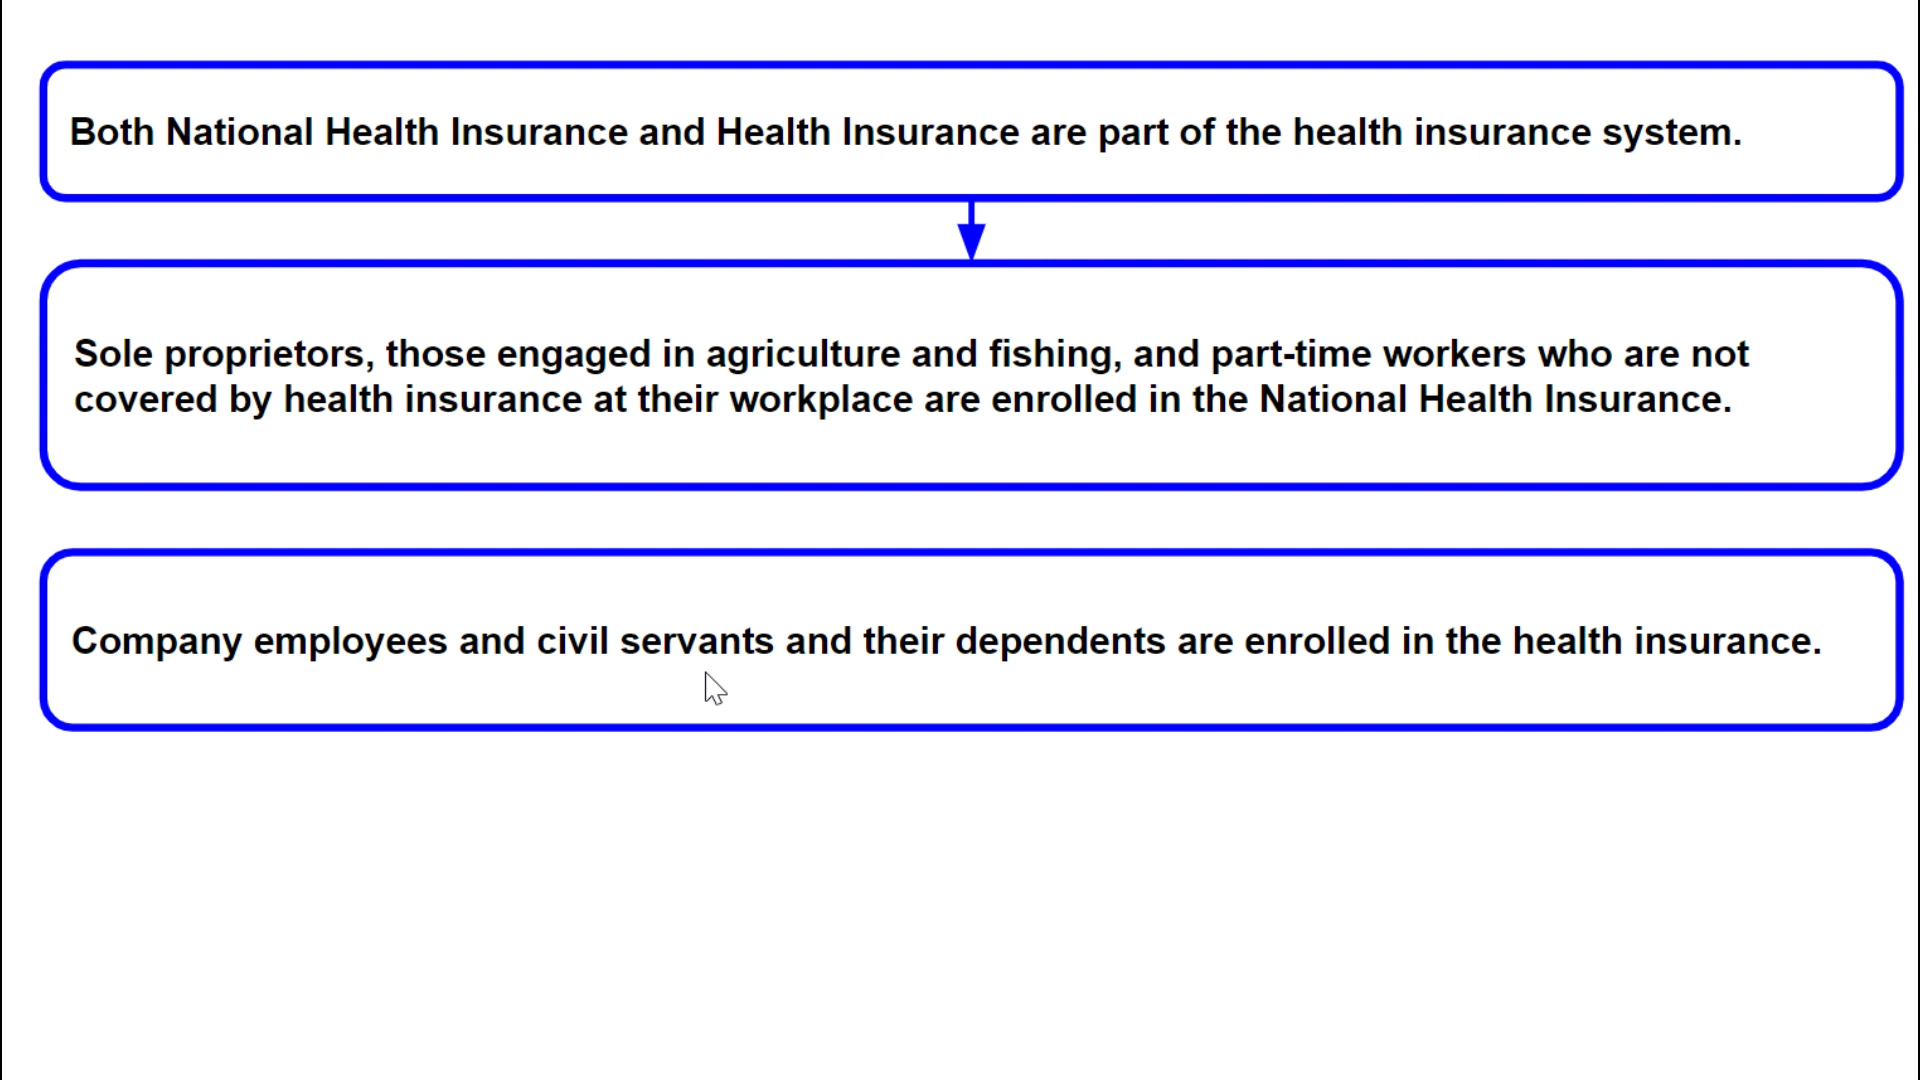 Both National Health Insurance and Health Insurance are part of the health insurance system.
Sole proprietors, those engaged in agriculture and fishing, and part-time workers who are not
covered by health insurance at their workplace are enrolled in the National Health Insurance.
Company employees and civil servants and their dependents are enrolled in the health insurance.